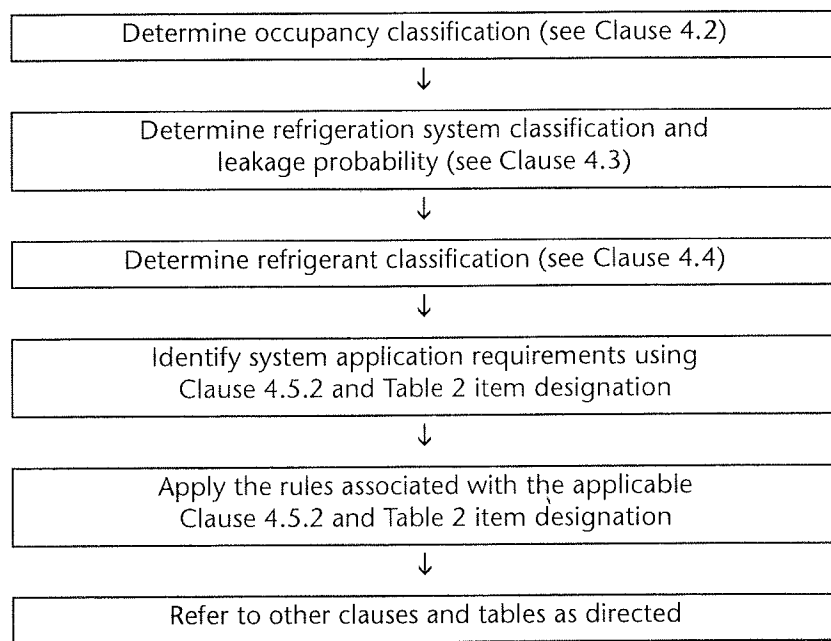 Determine occupancy classification (see Clause 4.2)
↓
Determine refrigeration system classification and
leakage probability (see Clause 4.3)
↓
Determine refrigerant classification (see Clause 4.4)
↓
Identify system application requirements using
Clause 4.5.2 and Table 2 item designation
↓
Apply the rules associated with the applicable
Clause 4.5.2 and Table 2 item designation
↓
Refer to other clauses and tables as directed